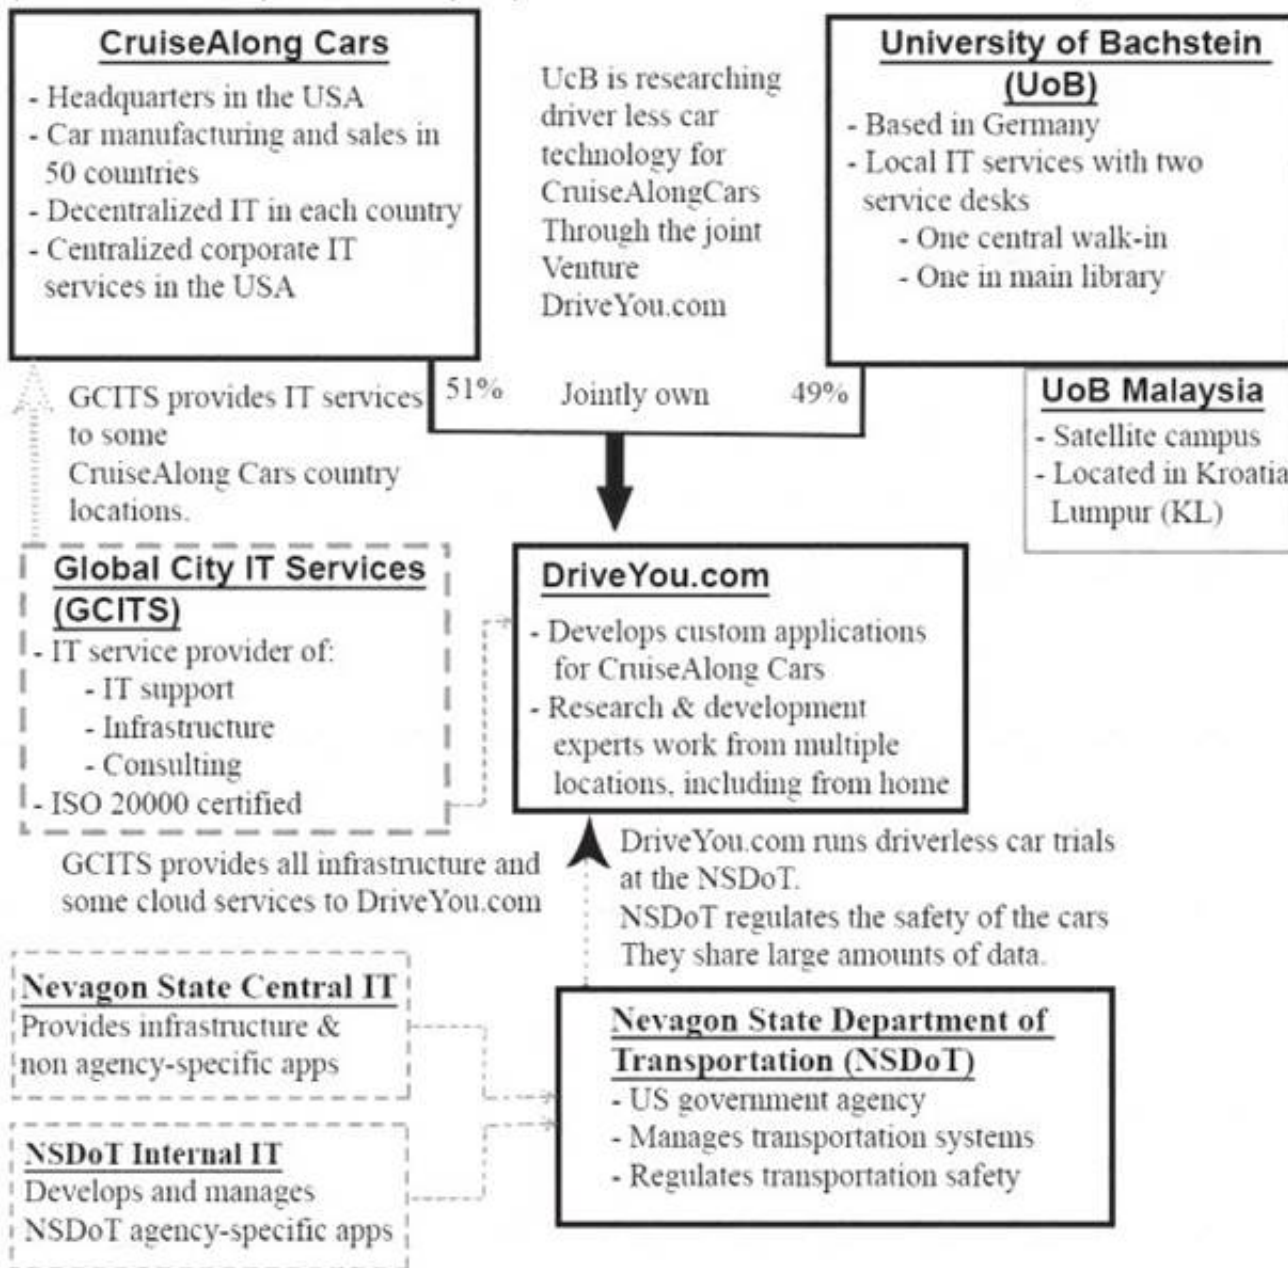 CruiseAlong Cars
- Headquarters in the USA
- Car manufacturing and sales in
50 countries
- Decentralized IT in each country
- Centralized corporate IT
services in the USA
UcB is researching
driver less car
technology for
CruiseAlongCars
Through the joint
Venture
DriveYou.com
University of Bachstein
(UoB)
- Based in Germany
- Local IT services with two
service desks
- One central walk-in
- One in main library
51% Jointly own 49%
UoB Malaysia
- Satellite campus
- Located in Kroatia
Lumpur (KL)
GCITS provides IT services
to some
CruiseAlong Cars country
locations.
Global City IT Services
(GCITS)
- IT service provider of:
- IT support
- Infrastructure
- Consulting
- ISO 20000 certified
DriveYou.com
- Develops custom applications
for CruiseAlong Cars
- Research & development
experts work from multiple
locations, including from home
GCITS provides all infrastructure and
some cloud services to DriveYou.com
DriveYou.com runs driverless car trials
at the NSDoT.
NSDoT regulates the safety of the cars
They share large amounts of data.
Nevagon State Central IT
Provides infrastructure &
non agency-specific apps
NSDoT Internal IT
Develops and manages
NSDoT agency-specific apps
Nevagon State Department of
Transportation (NSDoT)
- US government agency
- Manages transportation systems
- Regulates transportation safety